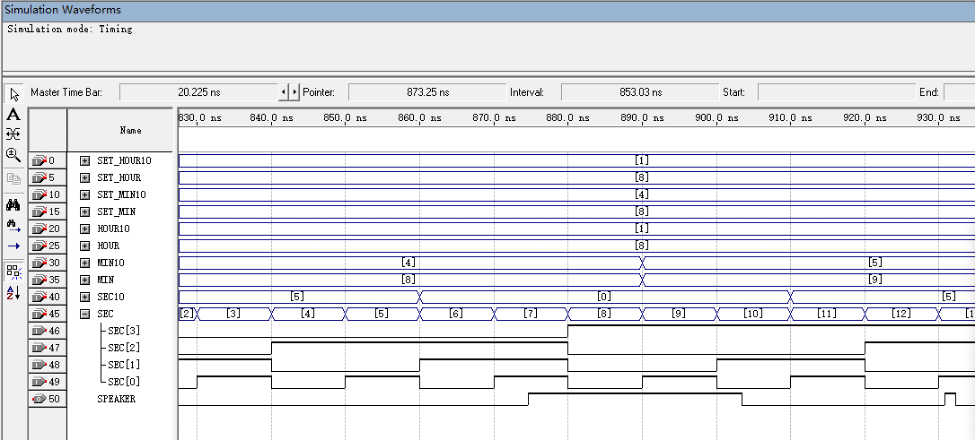 Simulation Waveforms
Simulation mode: Timing
Master Time Bar: 20.225 ns Pointer: 873.25 ns Interval: 853.03 ns Start: End:
Name 830.0 ns 840.0 ns 850.0 ns 860.0 ns 870.0 ns 880.0 ns 890.0 ns 900.0 ns 910.0 ns 920.0 ns 930.0 ns
0 SET_HOUR10 [1]
5 SET_HOUR [8]
10 SET_MIN10 [4]
15 SET_MIN [8]
20 HOUR10 [1]
25 HOUR [8]
30 MIN10 [4] [5]
35 MIN [8] [9]
40 SEC10 [5] [0] [5]
45 SEC [2] [3] [4] [5] [6] [7] [8] [9] [10] [11] [12] [1
46 SEC[3]
47 SEC[2]
48 SEC[1]
49 SEC[0]
50 SPEAKER